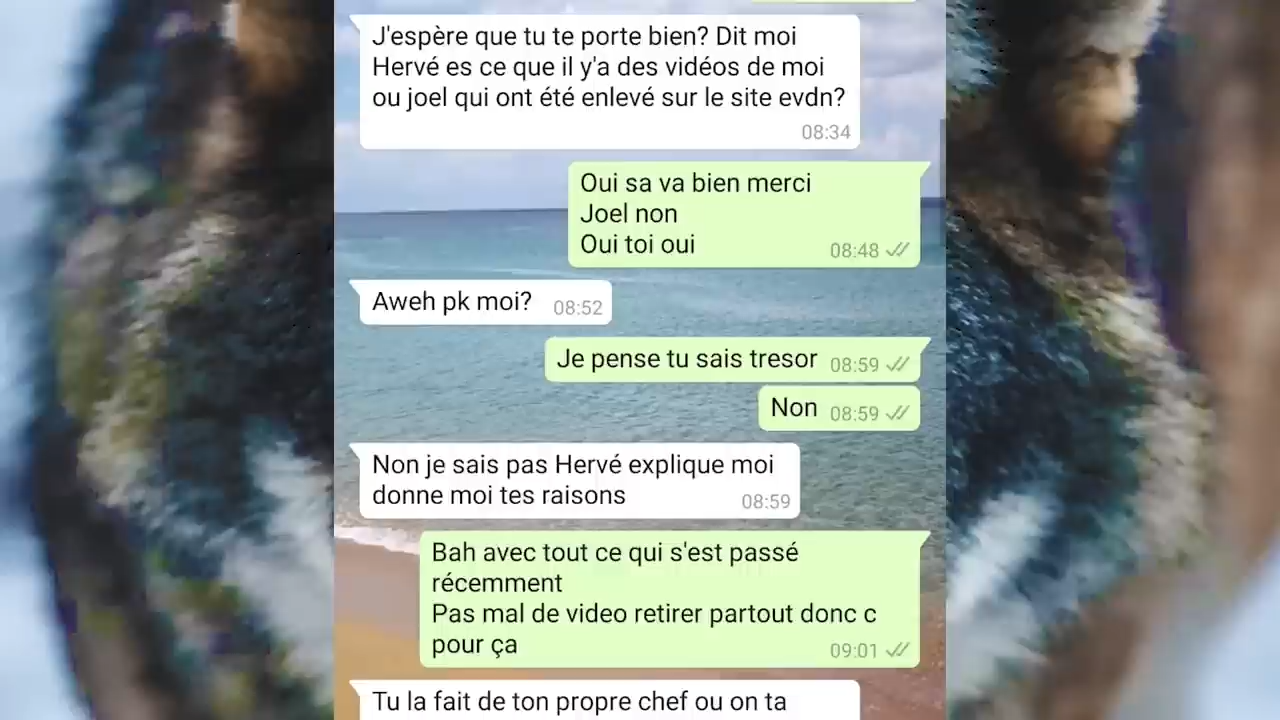 J'espère que tu te porte bien? Dit moi
Hervé es ce que il y'a des vidéos de moi
ou joel qui ont été enlevé sur le site evdn?
08:34
Oui sa va bien merci
Joel non
Oui toi oui
08:48
Aweh pk moi? 08:52
Je pense tu sais tresor 08:59
Non 08:59
Non je sais pas Hervé explique moi
donne moi tes raisons
08:59
Bah avec tout ce qui s'est passé
récemment
Pas mal de video retirer partout donc c
pour ça
09:01
Tu la fait de ton propre chef ou on ta